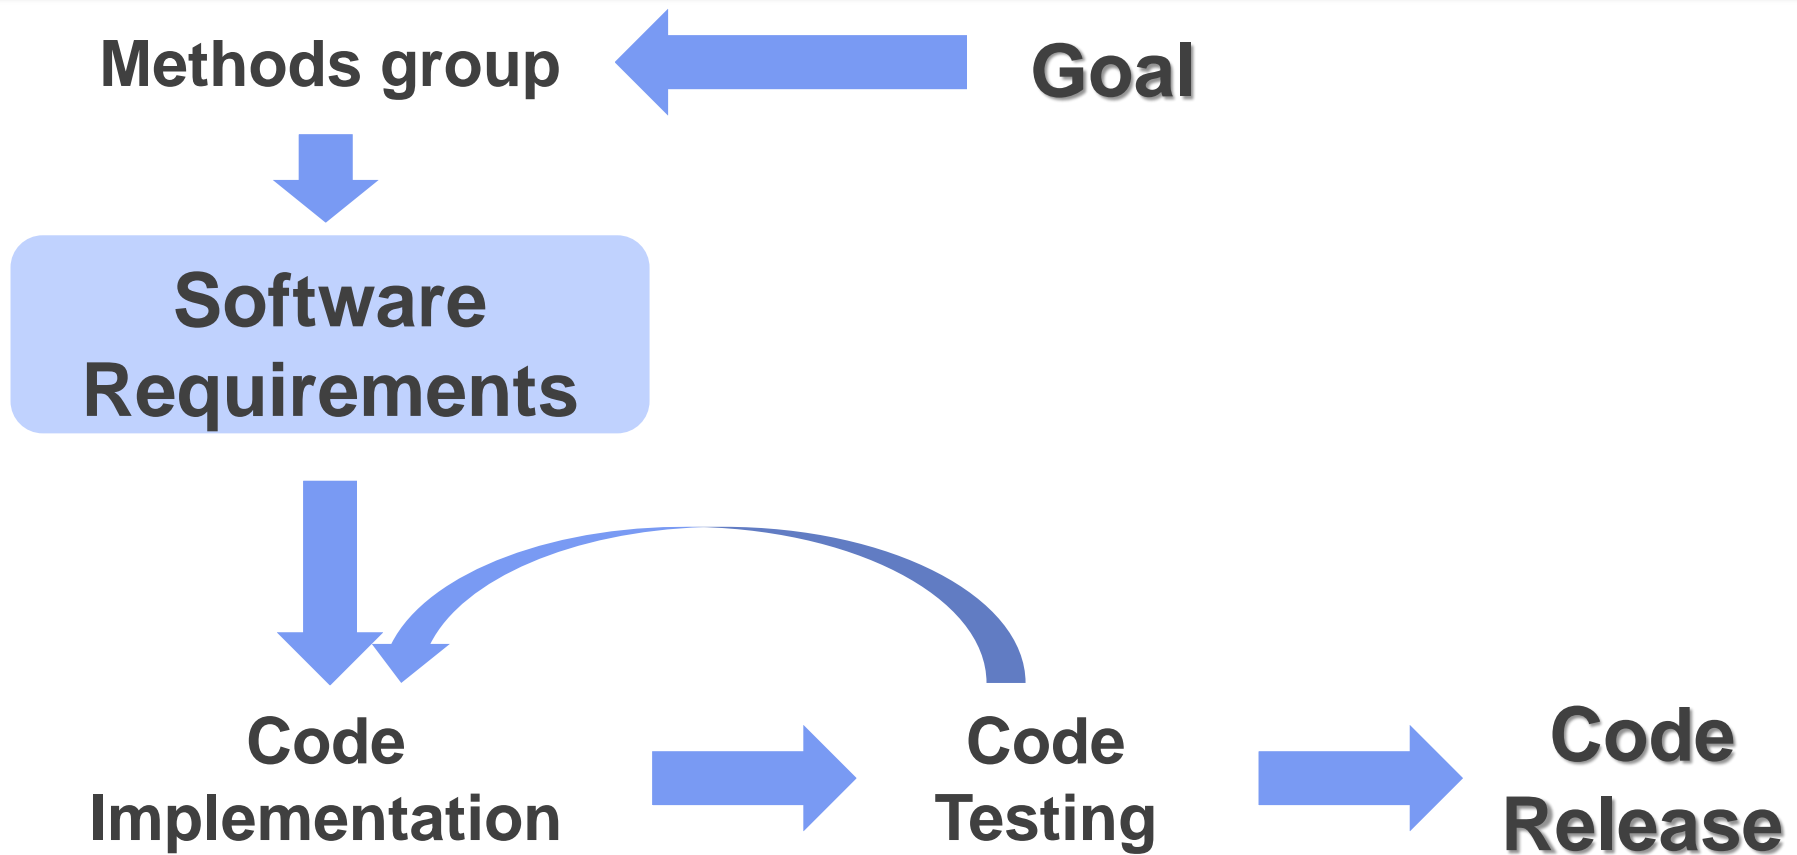 Methods group
Goal
Software
Requirements
Code
Implementation
Code
Testing
Code
Release